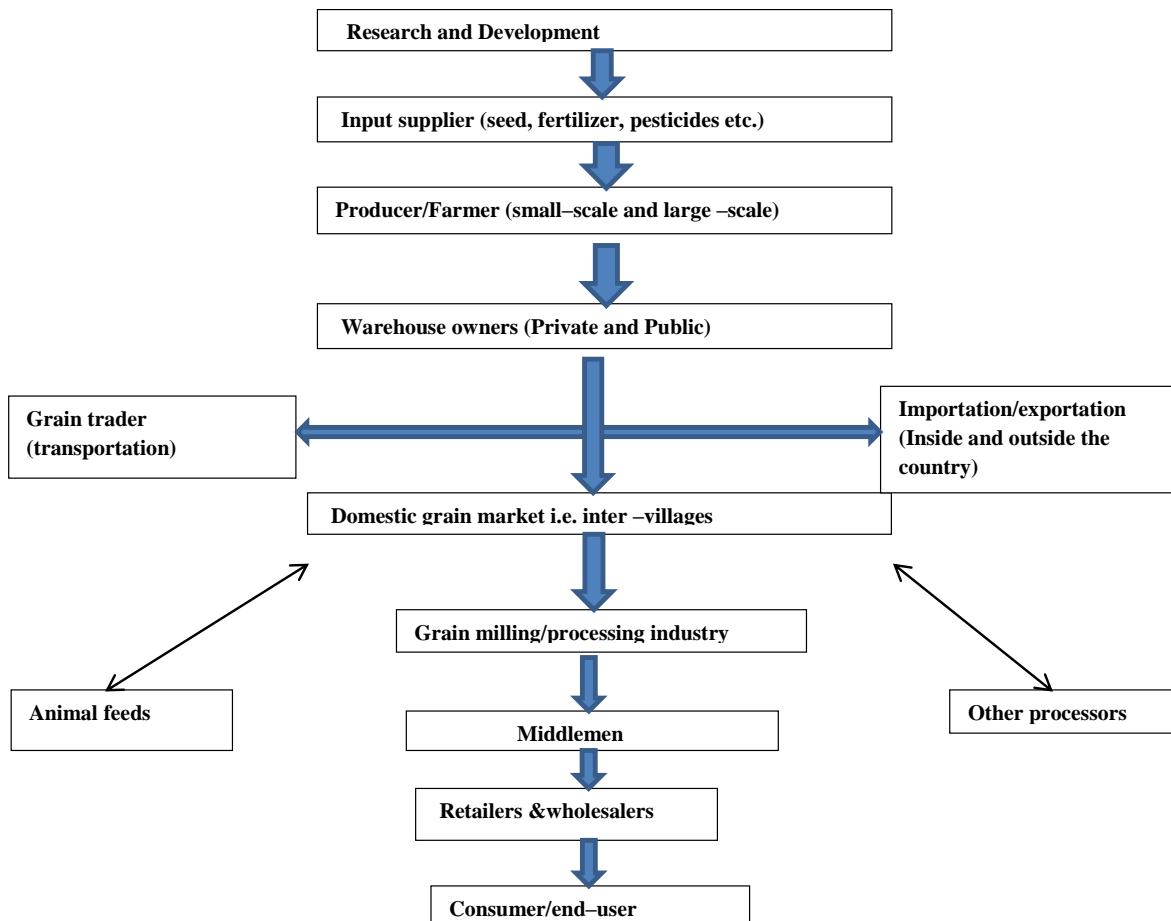 Research and Development
Input supplier (seed, fertilizer, pesticides etc.)
Producer/Farmer (small–scale and large –scale)
Warehouse owners (Private and Public)
Grain trader
(transportation)
Importation/exportation
(Inside and outside the
country)
Domestic grain market i.e. inter –villages
Grain milling/processing industry
Animal feeds
Other processors
Middlemen
Retailers &wholesalers
Consumer/end–user